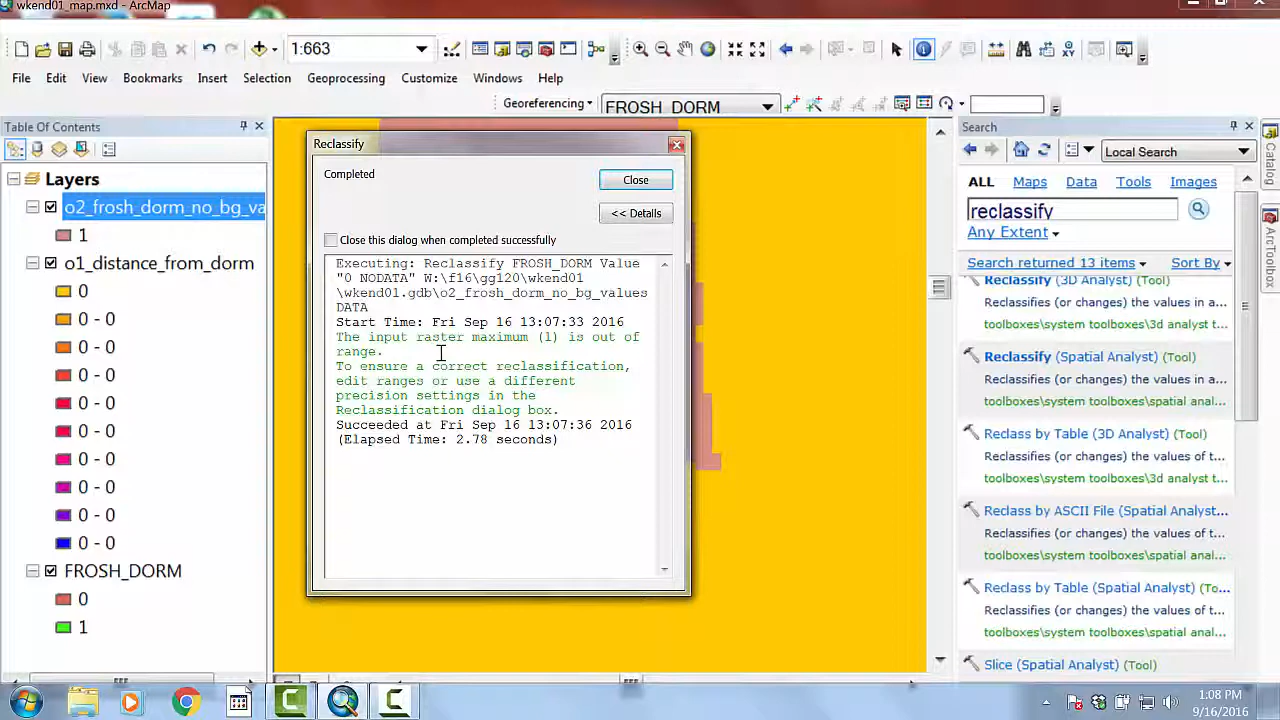 wkend01_map.mxd - ArcMap
1:663
File Edit View Bookmarks Insert Selection Geoprocessing Customize Windows Help
Georeferencing FROSH_DORM
Table Of Contents
Layers
o2_frosh_dorm_no_bg_va
1
o1_distance_from_dorm
0
0 - 0
0 - 0
0 - 0
0 - 0
0 - 0
0 - 0
0 - 0
0 - 0
0 - 0
FROSH_DORM
0
1
Reclassify
Completed
Close
<< Details
Close this dialog when completed successfully
Executing: Reclassify FROSH_DORM Value
"0 NODATA" W:\f16\gg120\wkend01
\wkend01.gdb\o2_frosh_dorm_no_bg_values
DATA
Start Time: Fri Sep 16 13:07:33 2016
The input raster maximum (1) is out of
range.
To ensure a correct reclassification,
edit ranges or use a different
precision settings in the
Reclassification dialog box.
Succeeded at Fri Sep 16 13:07:36 2016
(Elapsed Time: 2.78 seconds)
Search
Local Search
ALL Maps Data Tools Images
reclassify
Any Extent
Search returned 13 items Sort By
Reclassify (3D Analyst) (Tool)
Reclassifies (or changes) the values in a...
toolboxes\system toolboxes\3d analyst t...
Reclassify (Spatial Analyst) (Tool)
Reclassifies (or changes) the values in a...
toolboxes\system toolboxes\spatial anal...
Reclass by Table (3D Analyst) (Tool)
Reclassifies (or changes) the values of t...
toolboxes\system toolboxes\3d analyst t...
Reclass by ASCII File (Spatial Analyst...
Reclassifies (or changes) the values of t...
toolboxes\system toolboxes\spatial anal...
Reclass by Table (Spatial Analyst) (To...
Reclassifies (or changes) the values of t...
toolboxes\system toolboxes\spatial anal...
Slice (Spatial Analyst) (Tool)
Catalog
ArcToolbox
1:08 PM
9/16/2016